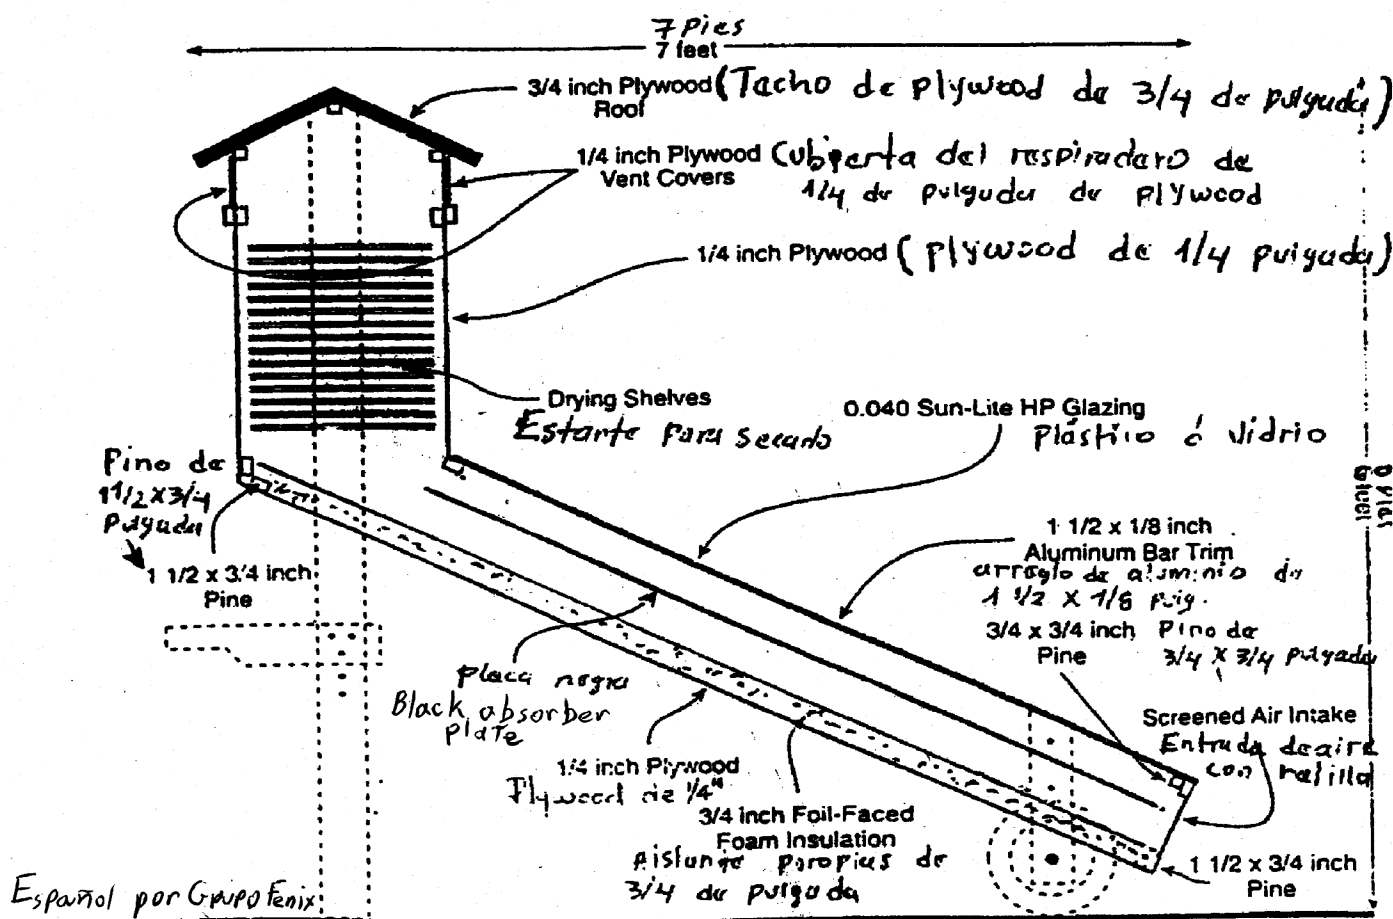 7 Pies
7 feet
3/4 inch Plywood (Tacho de plywood de 3/4 de pulgada)
Roof
1/4 inch Plywood Cubierta del respiradero de
Vent Covers 1/4 de pulguda de plywood
1/4 inch Plywood (plywood de 1/4 pulgada)
Drying Shelves
Estante para secado
0.040 Sun-Lite HP Glazing
Plástico ó vidrio
Pino de
1 1/2 x 3/4
Pulgada
1 1/2 x 3/4 inch
Pine
1 1/2 x 1/8 inch
Aluminum Bar Trim
arreglo de aluminio de
1 1/2 x 1/8 pulg.
3/4 x 3/4 inch Pino de
Pine 3/4 x 3/4 pulgada
Placa negra
Black absorber
plate
Screened Air Intake
Entrada de aire
con rejilla
1/4 inch Plywood
Plywood de 1/4"
3/4 inch Foil-Faced
Foam Insulation
Aislante
de
3/4 de pulgada
1 1/2 x 3/4 inch
Pine
Español por Grupo Fenix